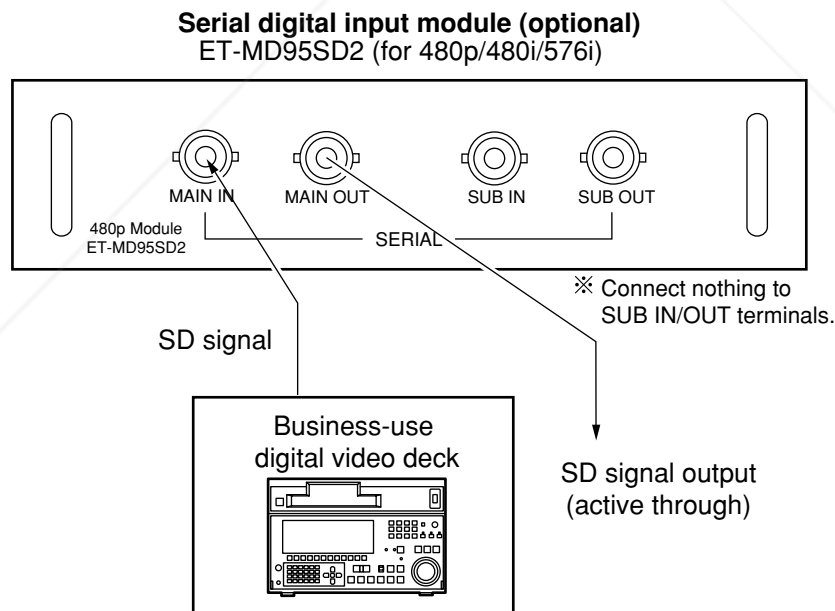 Serial digital input module (optional)
ET-MD95SD2 (for 480p/480i/576i)
MAIN IN
MAIN OUT
SUB IN
SUB OUT
480p Module
ET-MD95SD2
SERIAL
※ Connect nothing to
SUB IN/OUT terminals.
SD signal
Business-use
digital video deck
SD signal output
(active through)